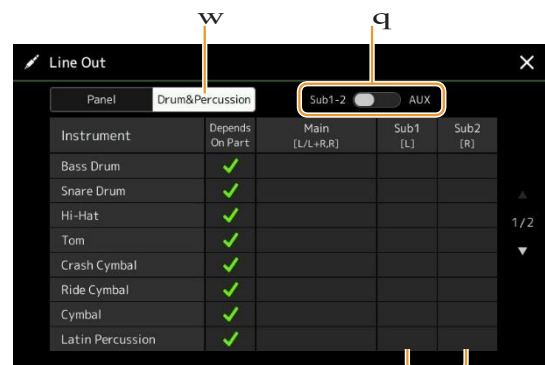 w q
Line Out
Panel Drum&Percussion Sub1-2 AUX
Instrument Depends On Part Main [L/L+R,R] Sub1 [L] Sub2 [R]
Bass Drum
Snare Drum
Hi-Hat
1/2
Tom
Crash Cymbal
Ride Cymbal
Cymbal
Latin Percussion